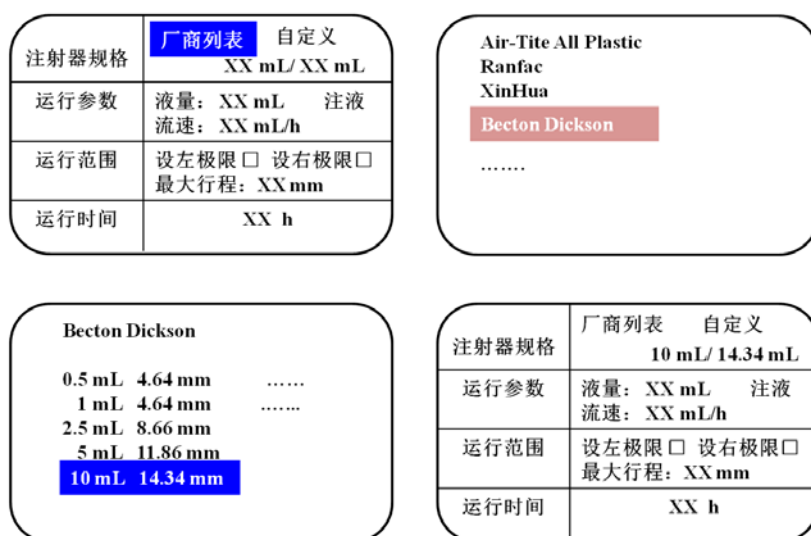 厂商列表 自定义
注射器规格
XX mL/ XX mL
运行参数
液量： XX mL 注液
流速： XX mL/h
运行范围
设左极限 □ 设右极限□
最大行程：XX mm
运行时间
XX h
Air-Tite All Plastic
Ranfac
XinHua
Becton Dickson
…….
Becton Dickson
0.5 mL 4.64 mm ……
1 mL 4.64 mm …….
2.5 mL 8.66 mm
5 mL 11.86 mm
10 mL 14.34 mm
厂商列表 自定义
注射器规格
10 mL/ 14.34 mL
运行参数
液量： XX mL 注液
流速： XX mL/h
运行范围
设左极限 □ 设右极限□
最大行程：XX mm
运行时间
XX h